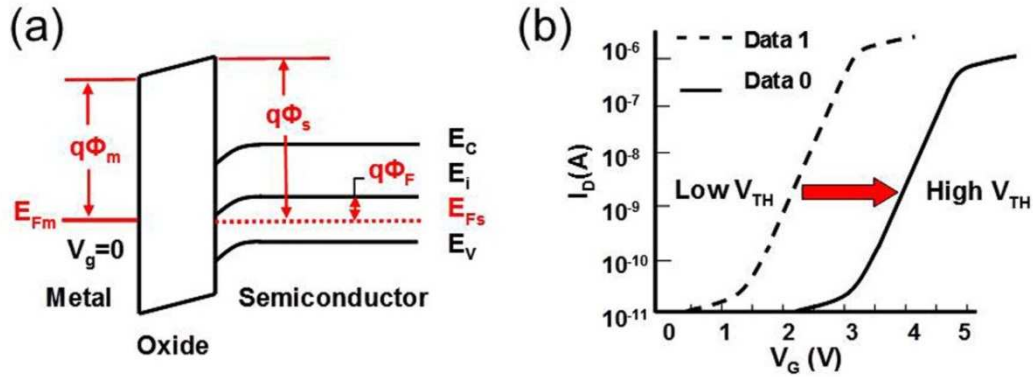 (a)
qΦm
qΦs
EC
qΦF
Ei
EFm
EFs
Vg=0
EV
Metal
Semiconductor
Oxide
(b)
Data 1
Data 0
10-6
10-7
10-8
10-9
10-10
10-11
ID(A)
Low VTH
High VTH
0
1
2
3
4
5
VG (V)